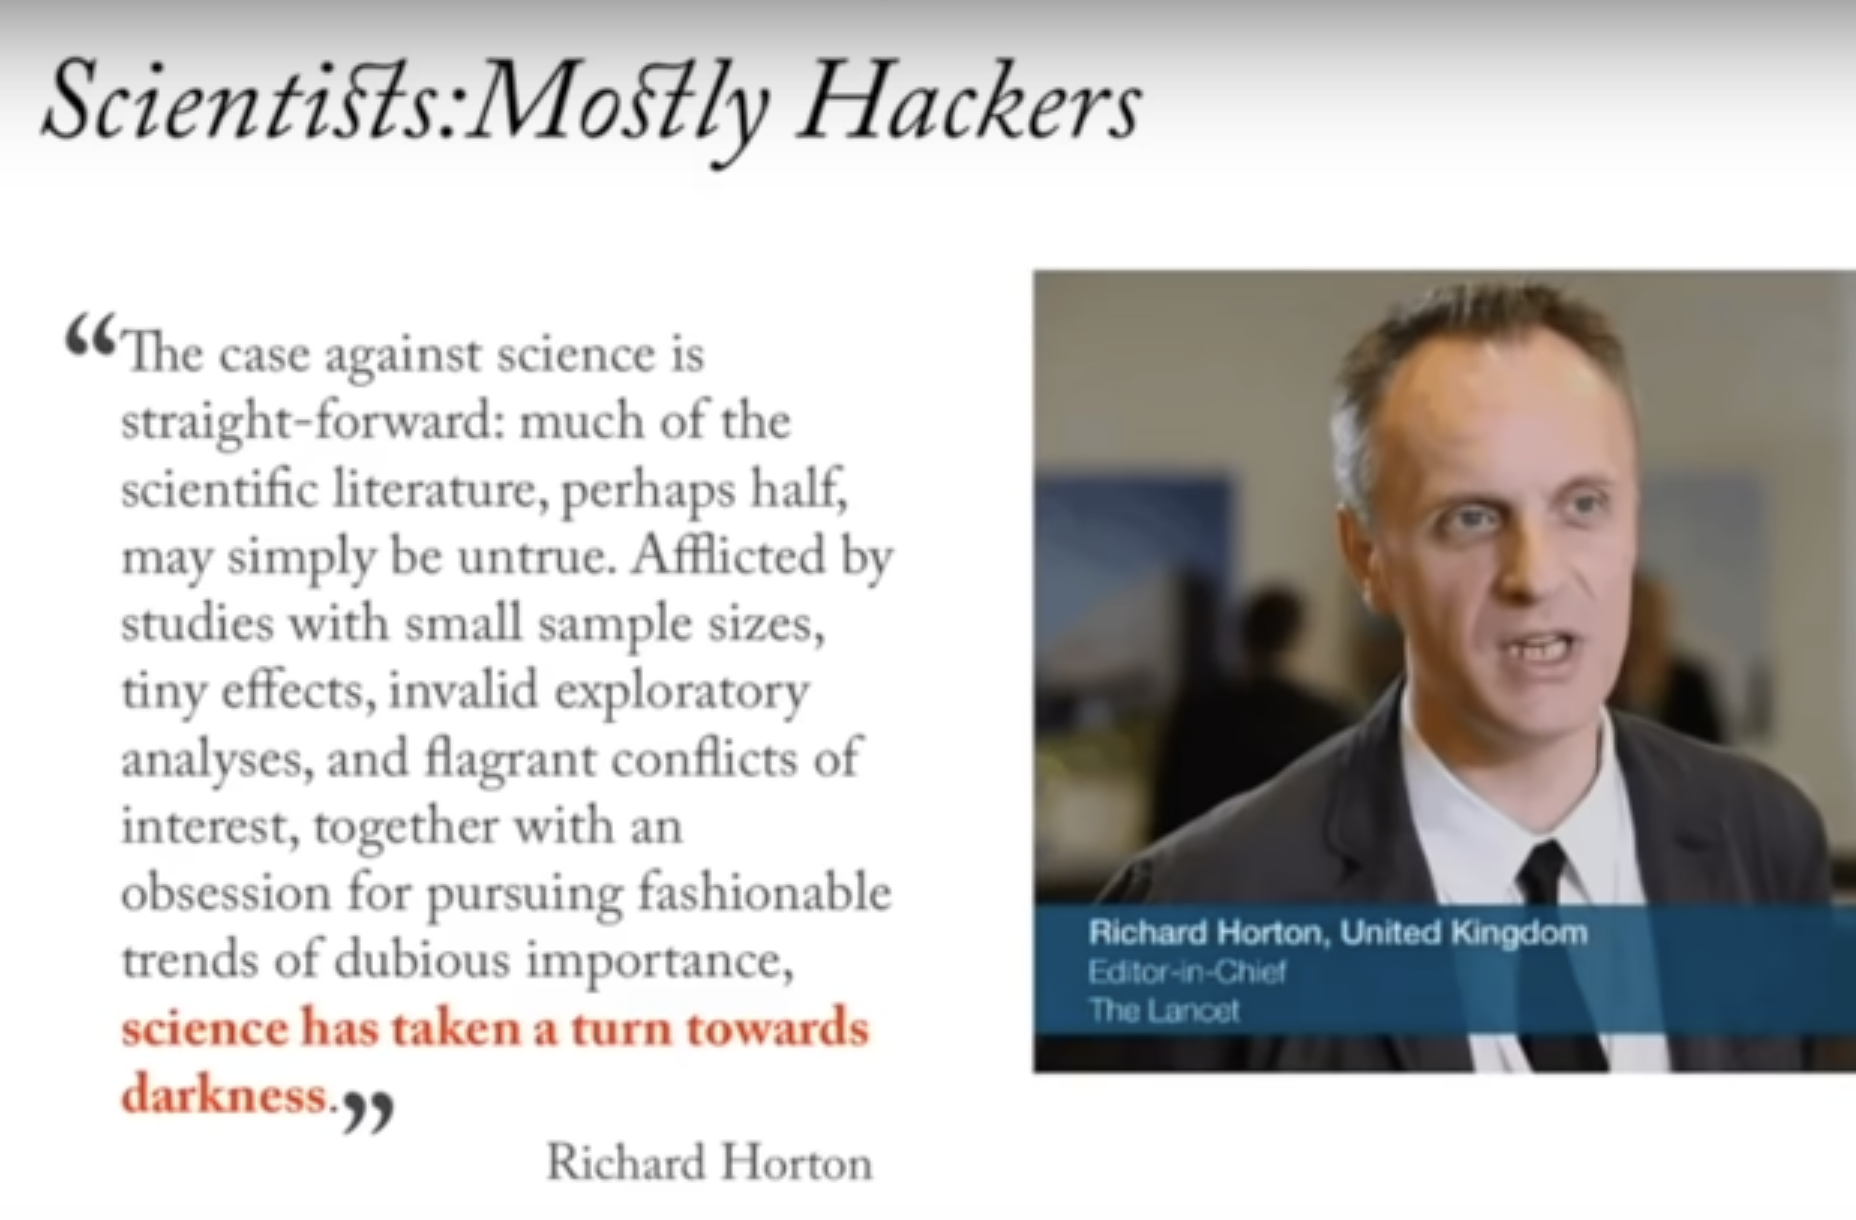 Scientists:Mostly Hackers
“The case against science is
straight-forward: much of the
scientific literature, perhaps half,
may simply be untrue. Afflicted by
studies with small sample sizes,
tiny effects, invalid exploratory
analyses, and flagrant conflicts of
interest, together with an
obsession for pursuing fashionable
trends of dubious importance,
science has taken a turn towards
darkness.”
Richard Horton
Richard Horton, United Kingdom
Editor-in-Chief
The Lancet